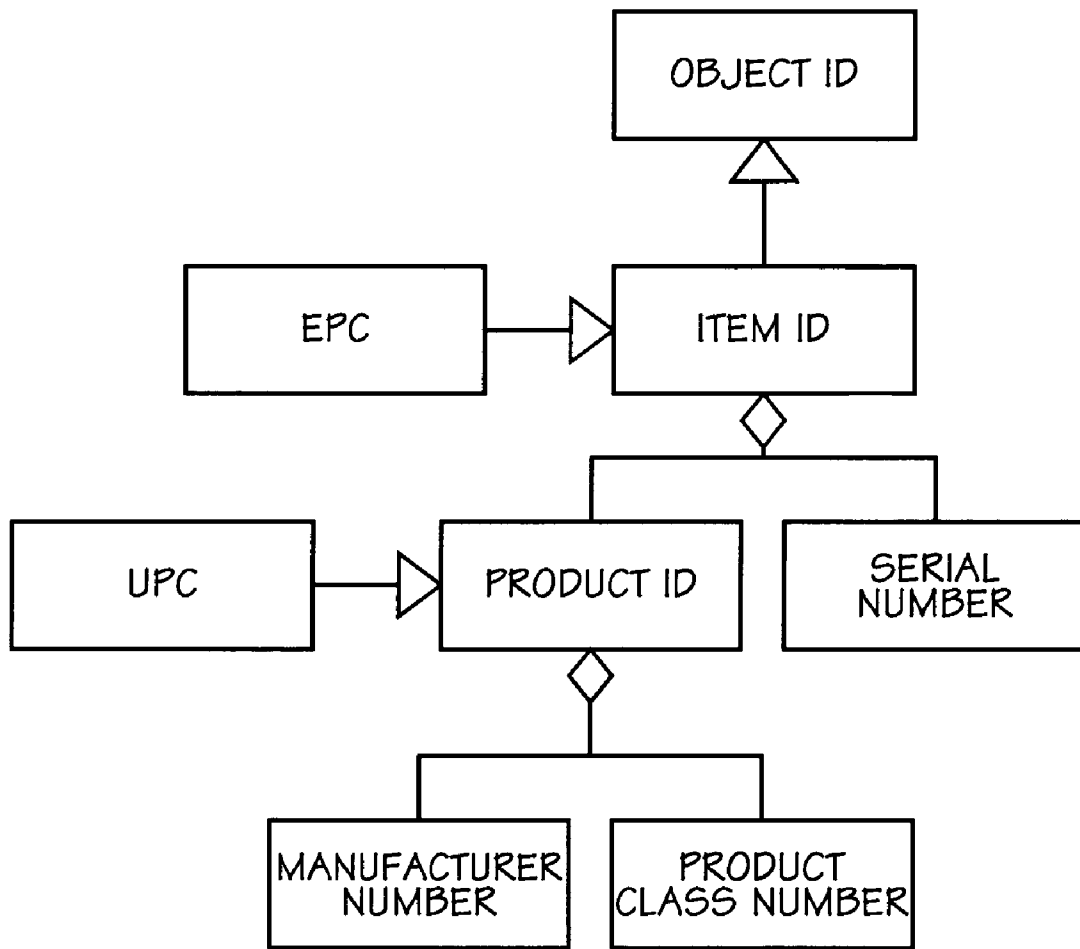 OBJECT ID
EPC
ITEM ID
UPC
PRODUCT ID
SERIAL
NUMBER
MANUFACTURER
NUMBER
PRODUCT
CLASS NUMBER